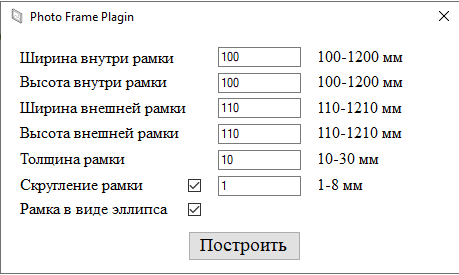 Photo Frame Plagin
Ширина внутри рамки 100 100-1200 мм
Высота внутри рамки 100 100-1200 мм
Ширина внешней рамки 110 110-1210 мм
Высота внешней рамки 110 110-1210 мм
Толщина рамки 10 10-30 мм
Скругление рамки 1 1-8 мм
Рамка в виде эллипса
Построить